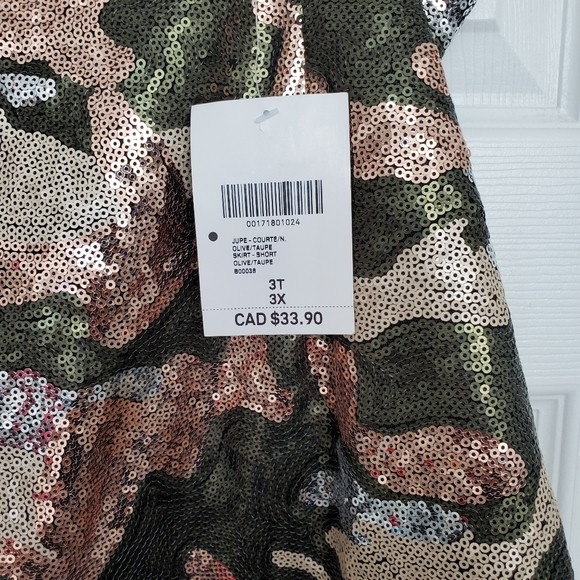 00171801024
JUPE - COURTE/N.
OLIVE/TAUPE
SKIRT - SHORT
OLIVE/TAUPE
B00038
3T
3X
CAD $33.90